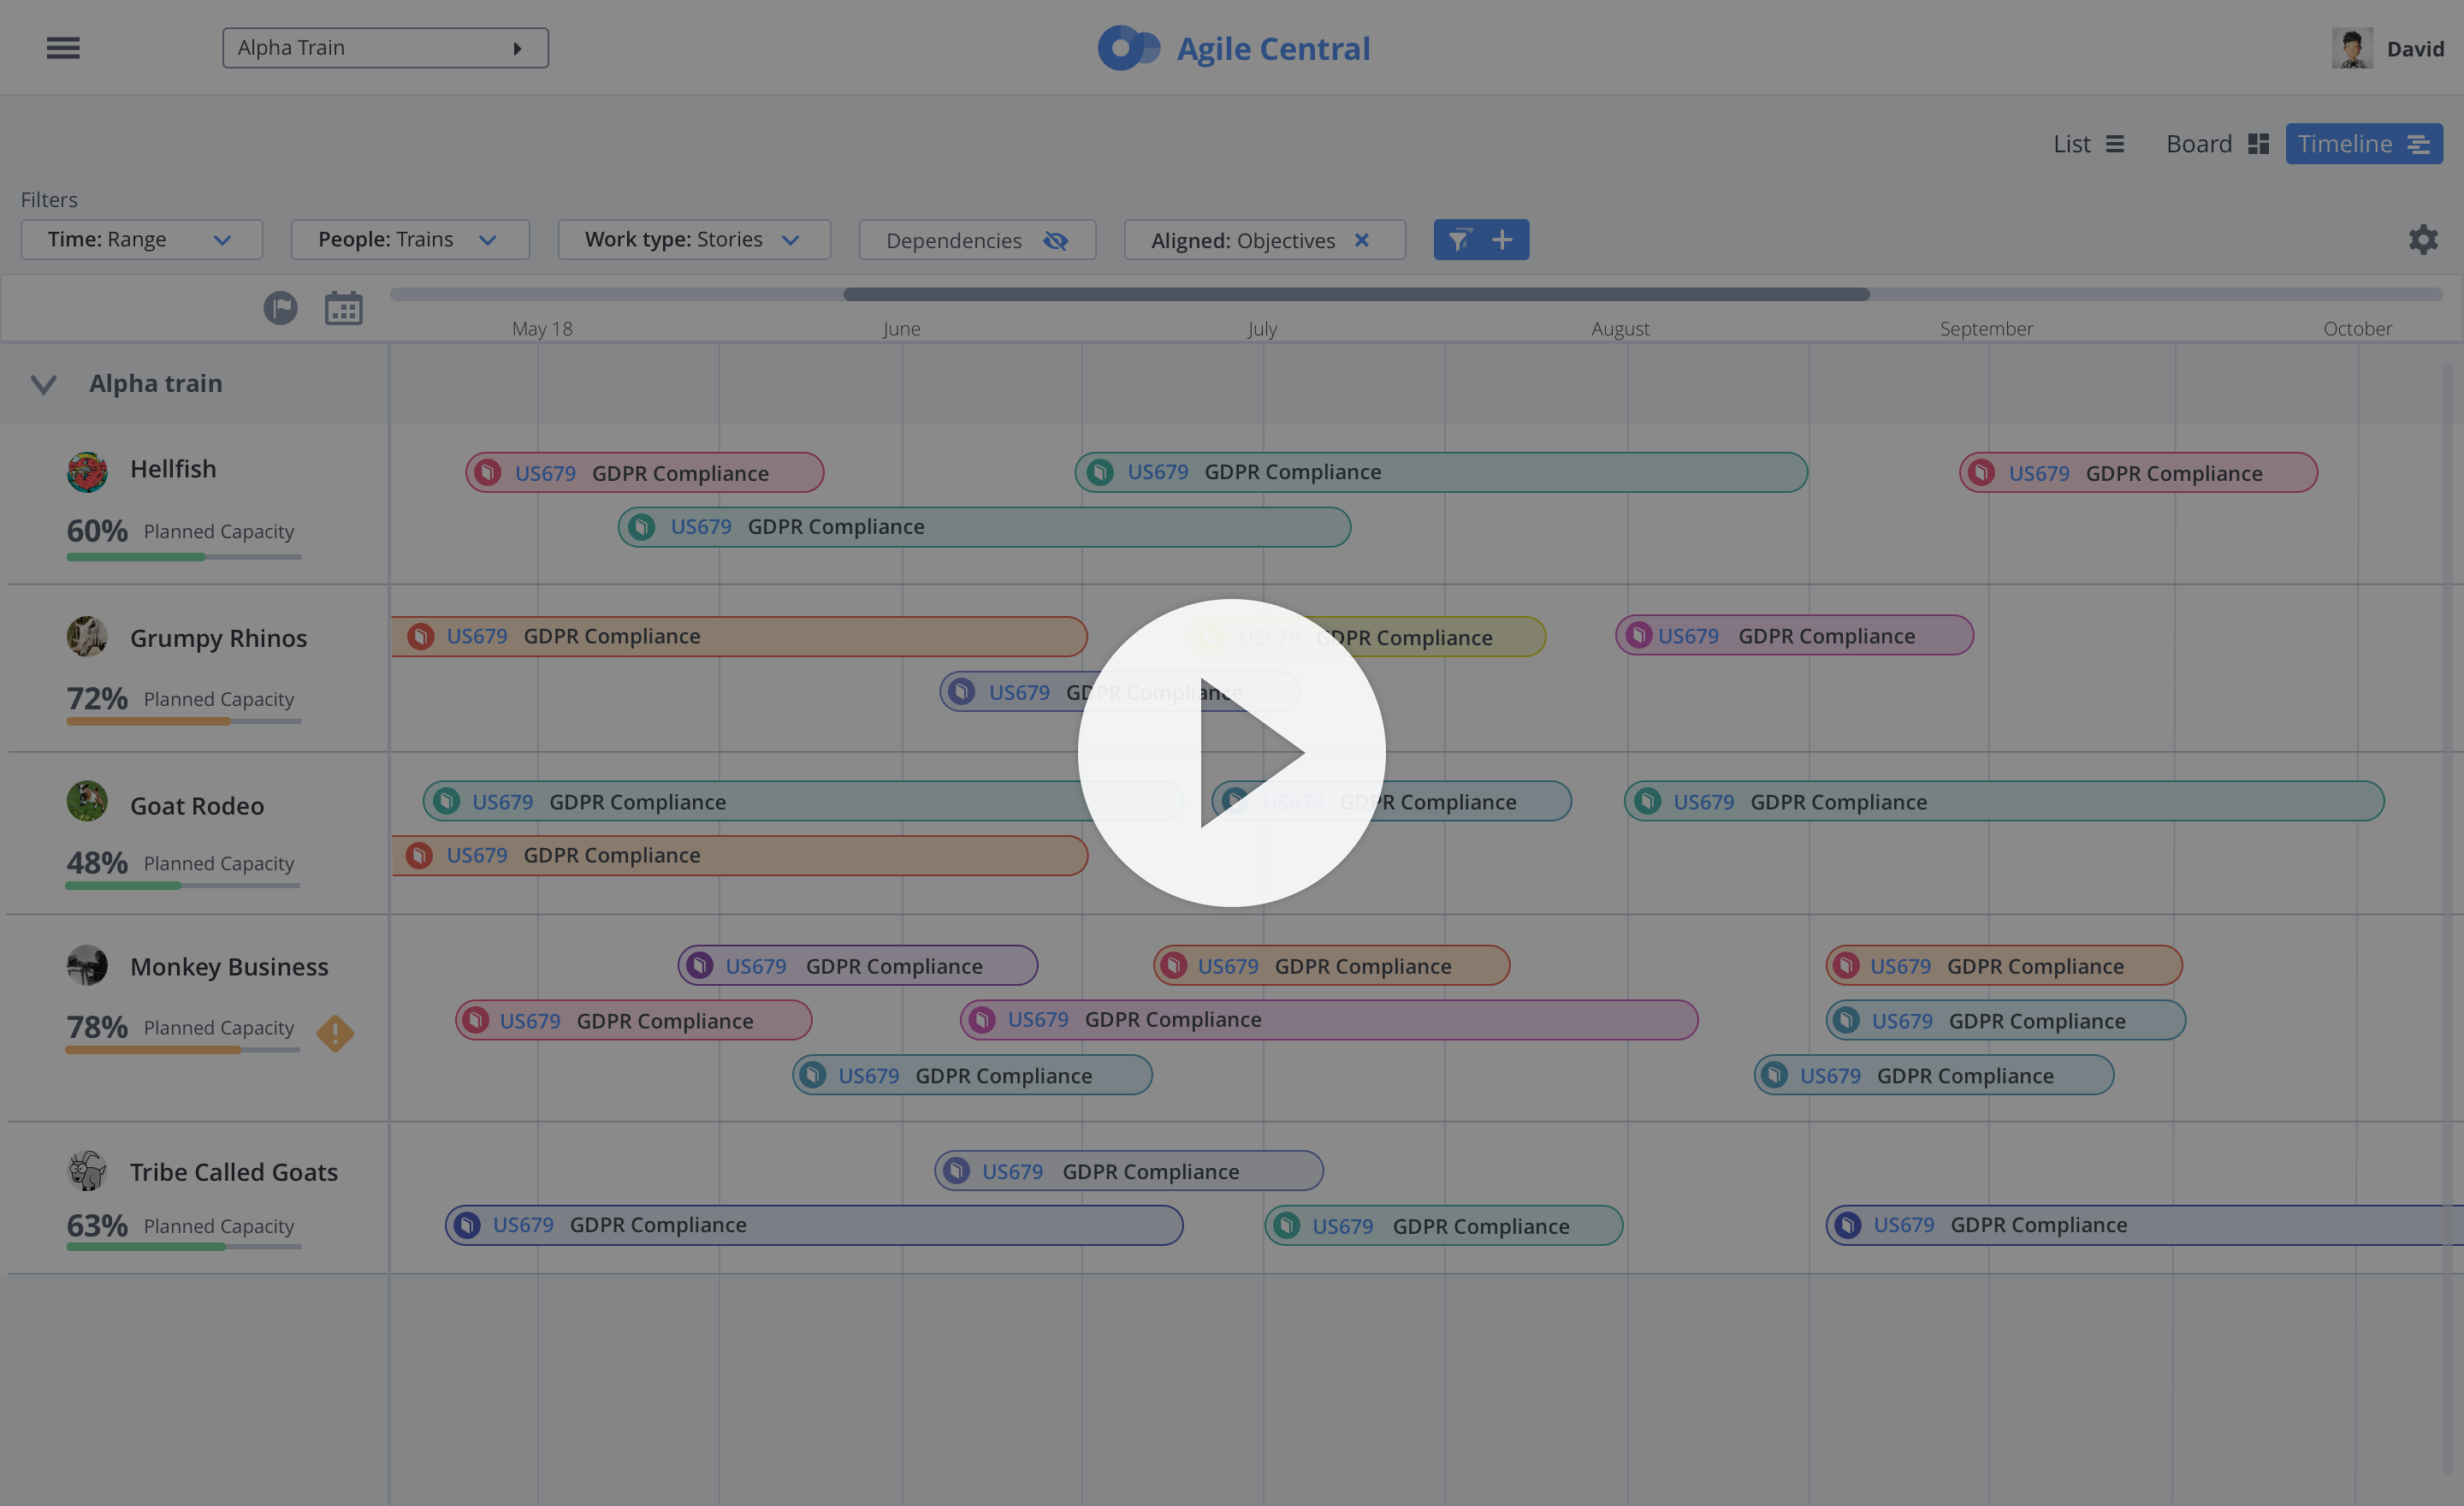 Alpha Train
Agile Central
David
List
Board
Timeline
Filters
Time: Range
People: Trains
Work type: Stories
Dependencies
Aligned: Objectives
May 18
June
July
August
September
October
Alpha train
Hellfish
60% Planned Capacity
US679 GDPR Compliance
US679 GDPR Compliance
US679 GDPR Compliance
US679 GDPR Compliance
Grumpy Rhinos
72% Planned Capacity
US679 GDPR Compliance
US679 GDPR Compliance
US679 GDPR Compliance
US679 GDPR Compliance
Goat Rodeo
48% Planned Capacity
US679 GDPR Compliance
US679 GDPR Compliance
US679 GDPR Compliance
US679 GDPR Compliance
Monkey Business
78% Planned Capacity
US679 GDPR Compliance
US679 GDPR Compliance
US679 GDPR Compliance
US679 GDPR Compliance
US679 GDPR Compliance
US679 GDPR Compliance
US679 GDPR Compliance
US679 GDPR Compliance
Tribe Called Goats
63% Planned Capacity
US679 GDPR Compliance
US679 GDPR Compliance
US679 GDPR Compliance
US679 GDPR Compliance